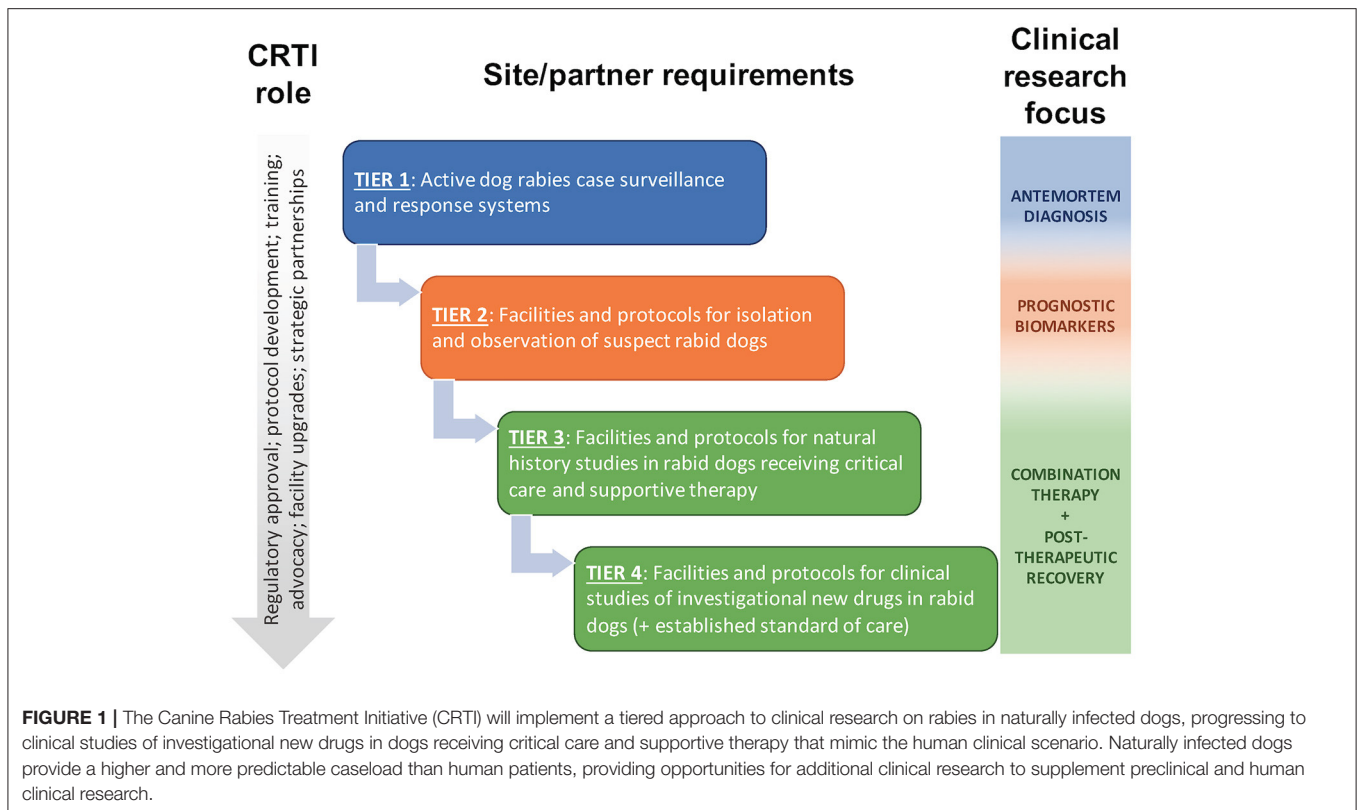 CRTI
role
Site/partner requirements
Clinical
research
focus
Regulatory approval; protocol development; training;
advocacy; facility upgrades; strategic partnerships
TIER 1: Active dog rabies case surveillance
and response systems
TIER 2: Facilities and protocols for isolation
and observation of suspect rabid dogs
TIER 3: Facilities and protocols for natural
history studies in rabid dogs receiving critical
care and supportive therapy
TIER 4: Facilities and protocols for clinical
studies of investigational new drugs in rabid
dogs (+ established standard of care)
ANTEMORTEM
DIAGNOSIS
PROGNOSTIC
BIOMARKERS
COMBINATION
THERAPY
+
POST-
THERAPEUTIC
RECOVERY
FIGURE 1 | The Canine Rabies Treatment Initiative (CRTI) will implement a tiered approach to clinical research on rabies in naturally infected dogs, progressing to
clinical studies of investigational new drugs in dogs receiving critical care and supportive therapy that mimic the human clinical scenario. Naturally infected dogs
provide a higher and more predictable caseload than human patients, providing opportunities for additional clinical research to supplement preclinical and human
clinical research.